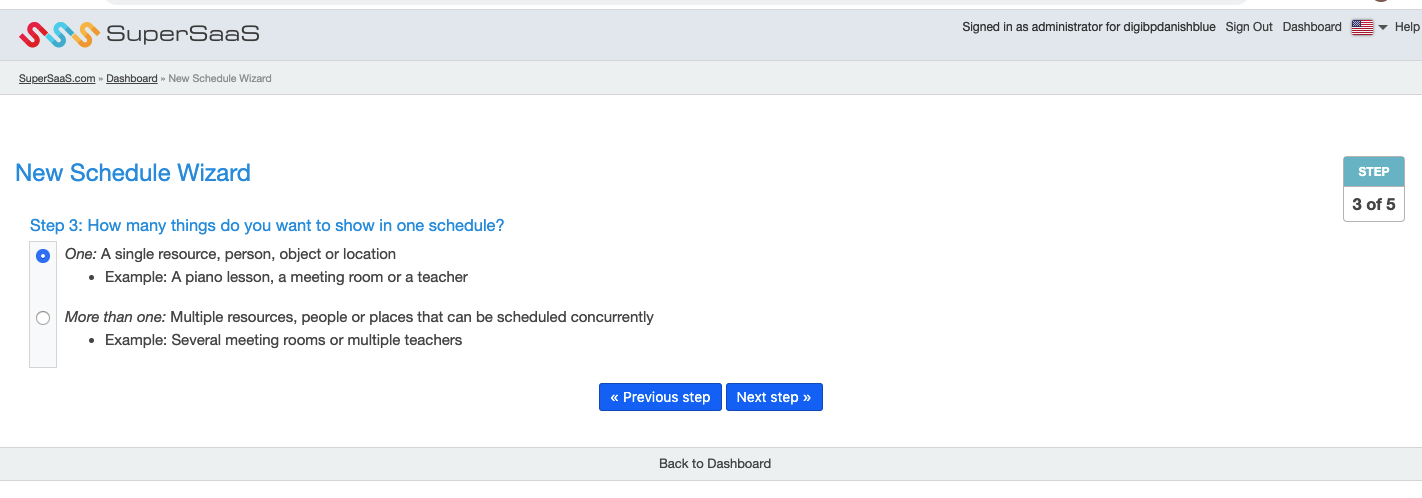 SuperSaaS
Signed in as administrator for digibpdanishblue Sign Out Dashboard Help
SuperSaaS.com » Dashboard » New Schedule Wizard
New Schedule Wizard
STEP
3 of 5
Step 3: How many things do you want to show in one schedule?
One: A single resource, person, object or location
• Example: A piano lesson, a meeting room or a teacher
More than one: Multiple resources, people or places that can be scheduled concurrently
• Example: Several meeting rooms or multiple teachers
« Previous step Next step »
Back to Dashboard